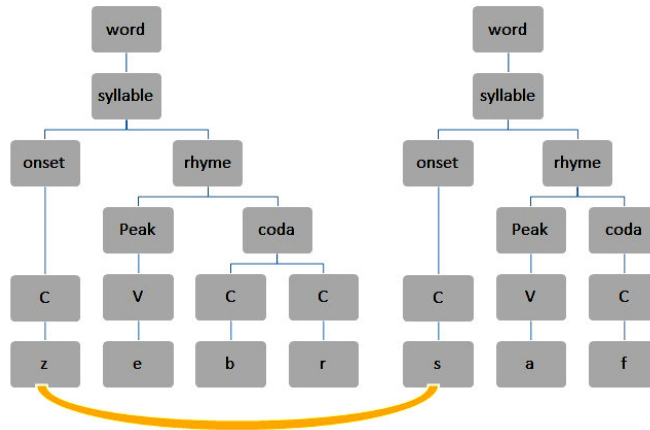 word word
syllable syllable
onset rhyme onset rhyme
Peak coda Peak coda
C V C C C V C
z e b r s a f